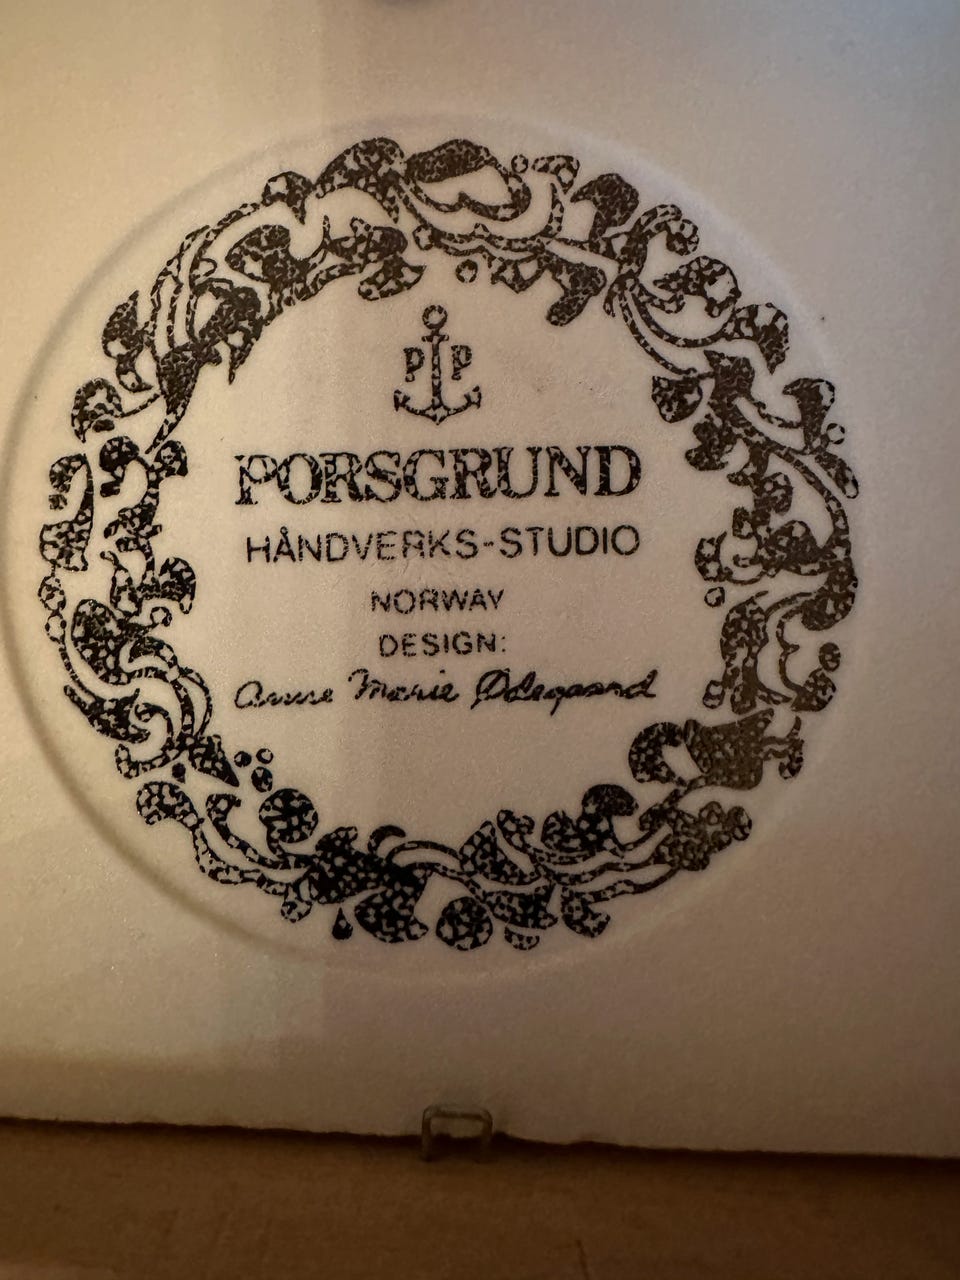 P P
PORSGRUND
HÅNDVERKS-STUDIO
NORWAY
DESIGN:
Anne Marie Ødegaard